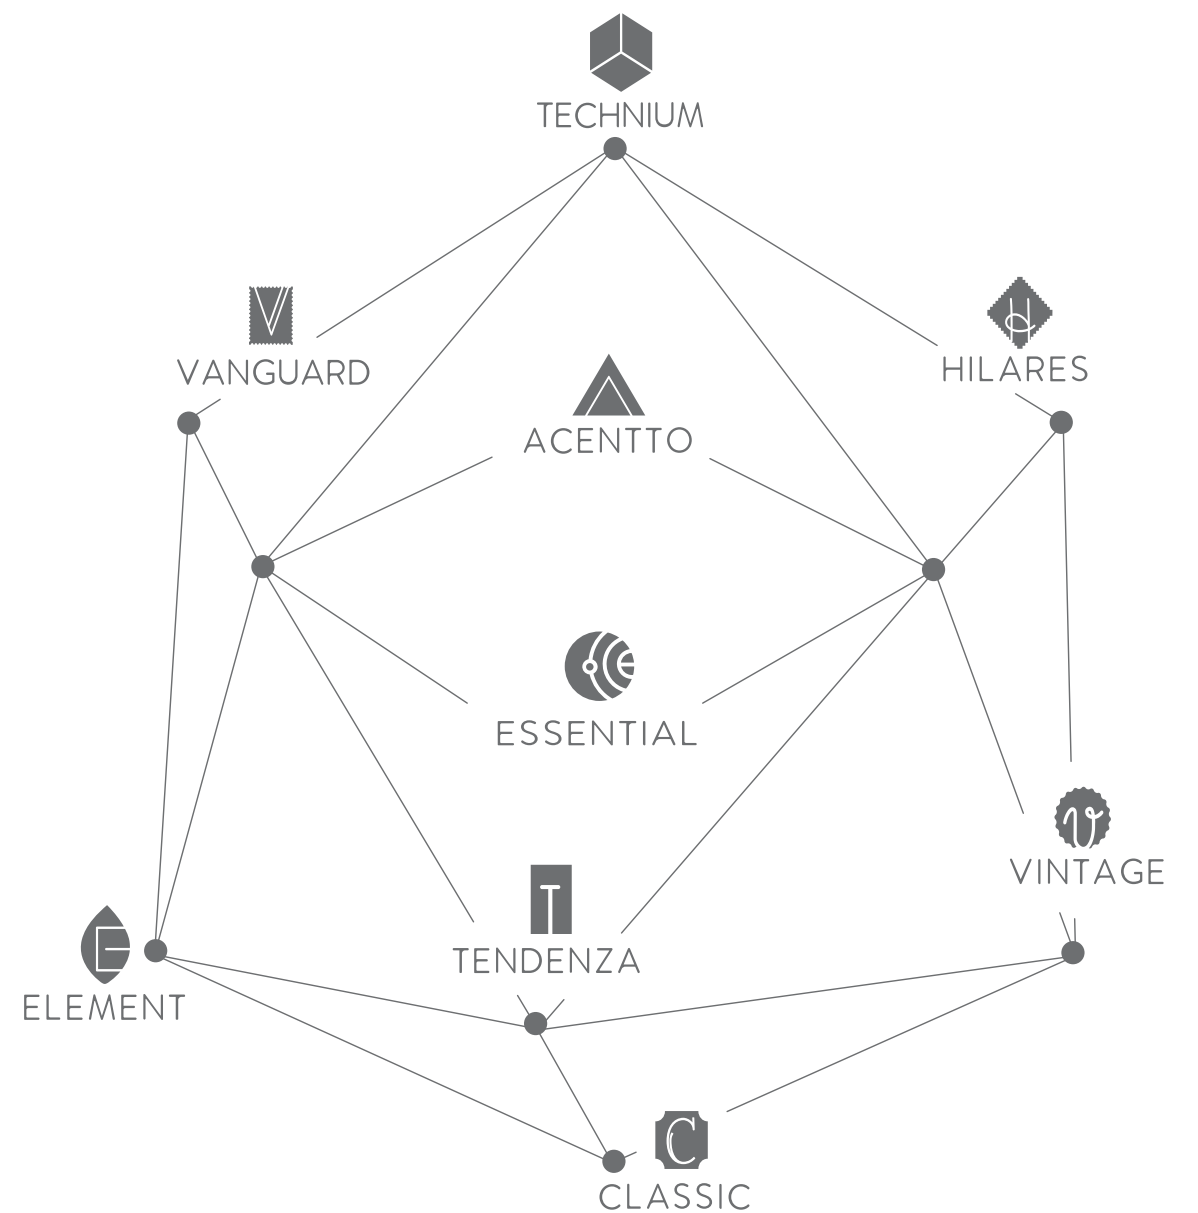 TECHNIUM
V
VANGUARD
H
HILARES
ACENTTO
ESSENTIAL
V
VINTAGE
T
TENDENZA
E
ELEMENT
C
CLASSIC